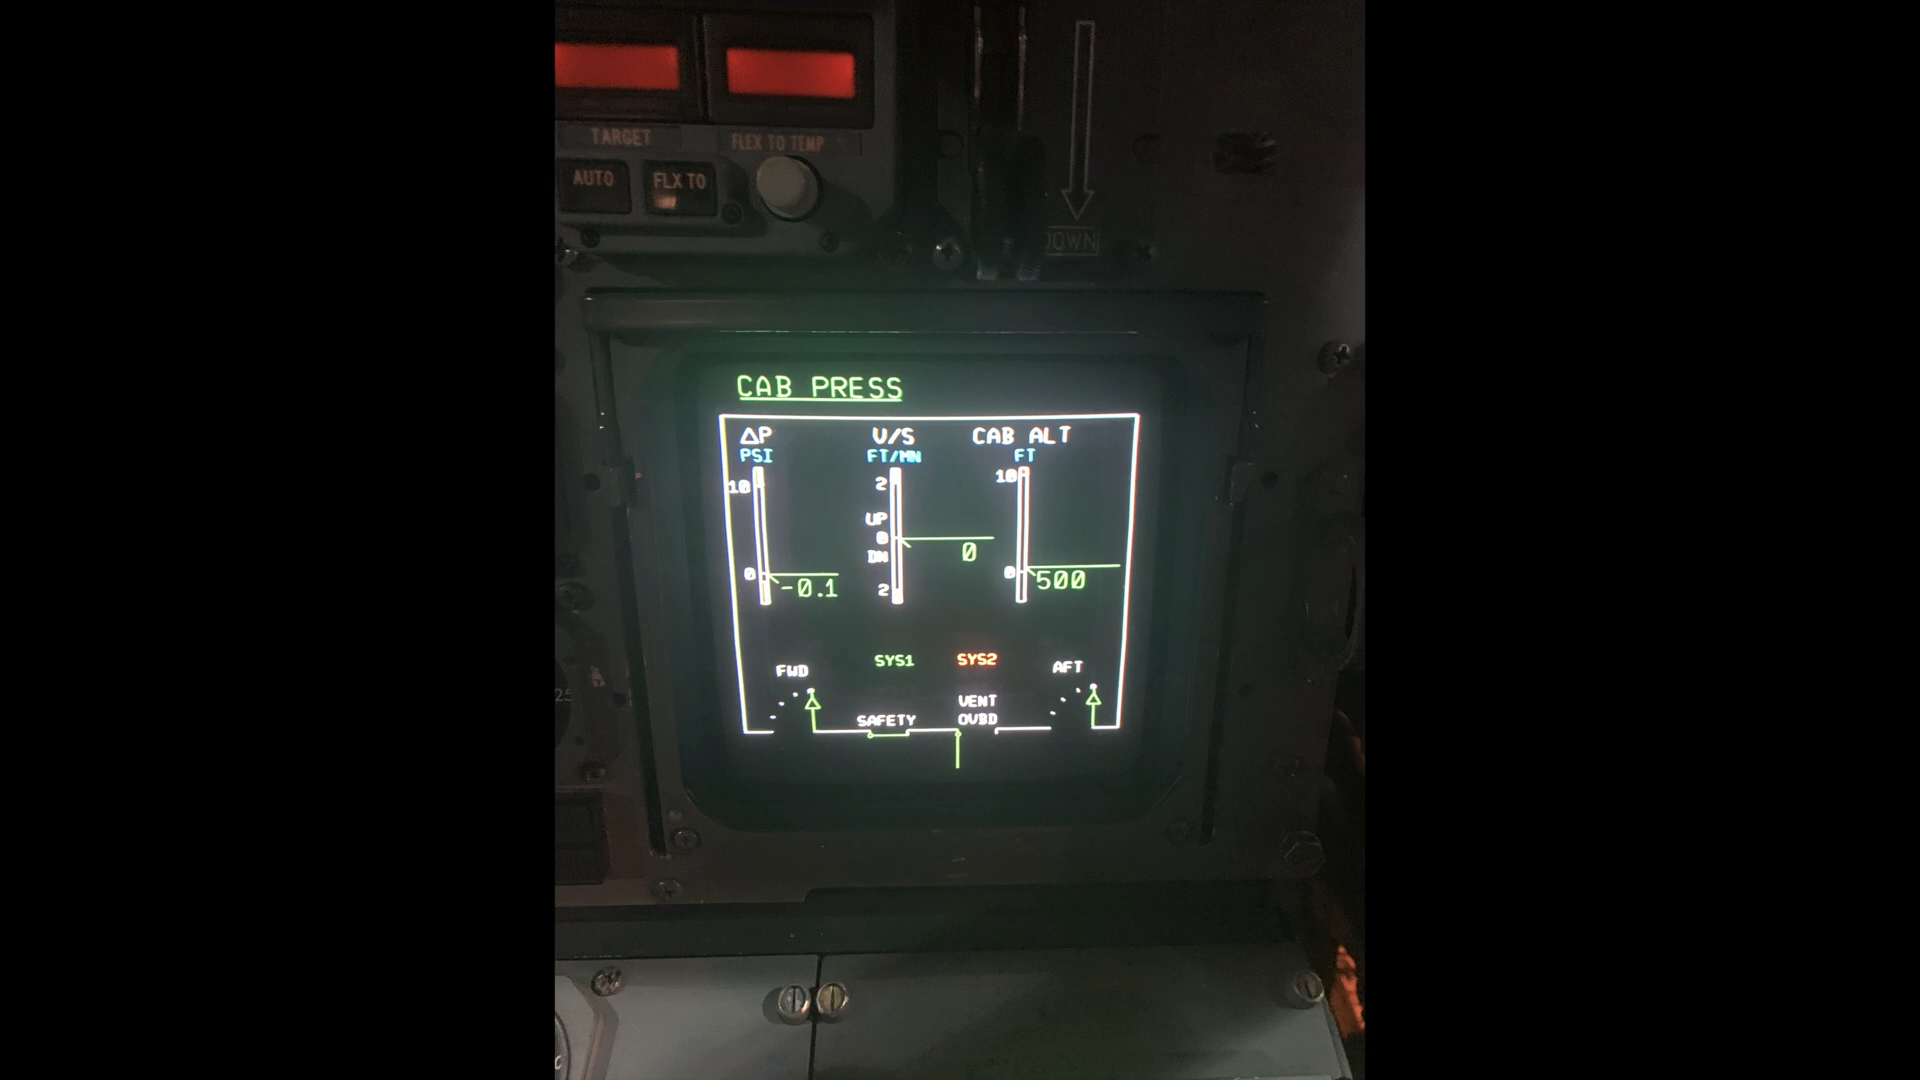 TARGET
FLEX TO TEMP
AUTO
FLX TO
DOWN
CAB PRESS
ΔP V/S CAB ALT
PSI FT/MN FT
10 2 10
UP
0
DN
0 -0.1 0 0 500
2
SYS1 SYS2
FWD AFT
VENT
SAFETY OVBD
25